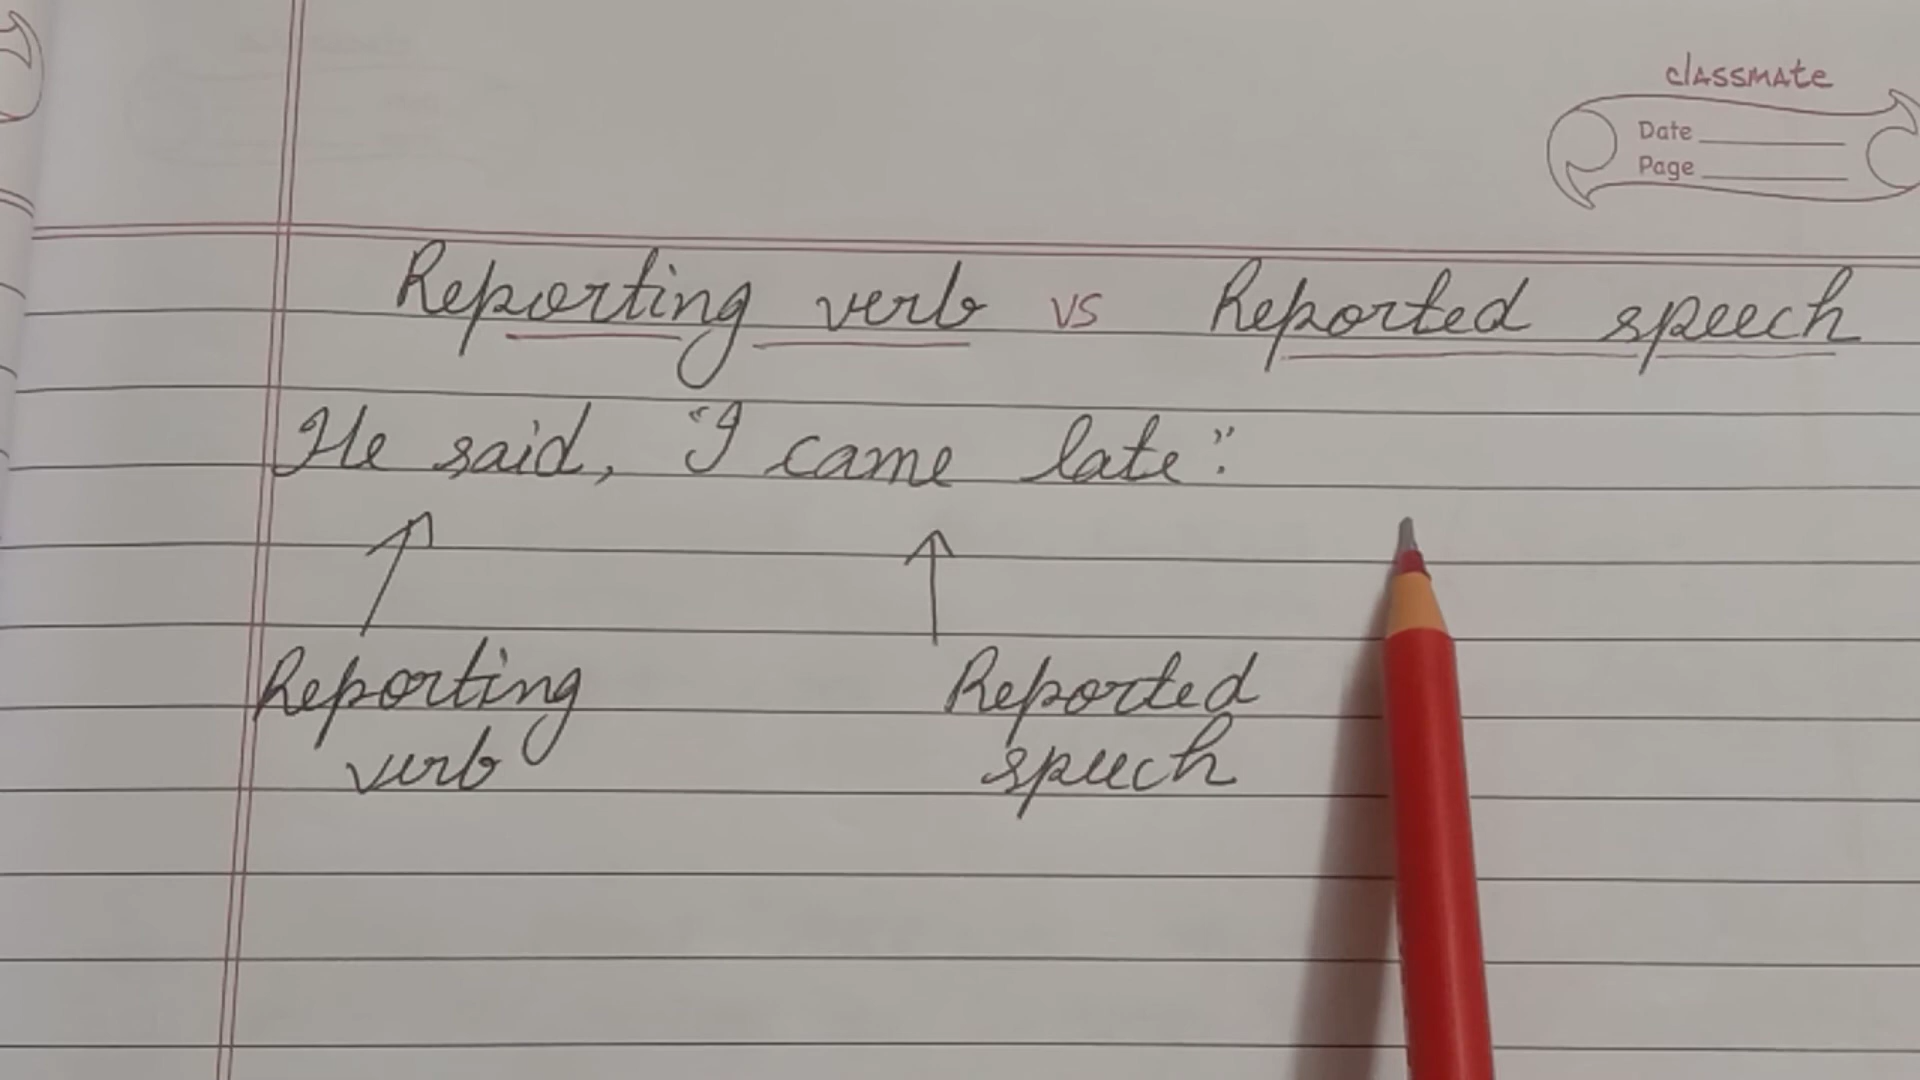 classmate
Date
Page
Reporting verb vs Reported speech
He said, "I came late".
Reporting verb
Reported speech